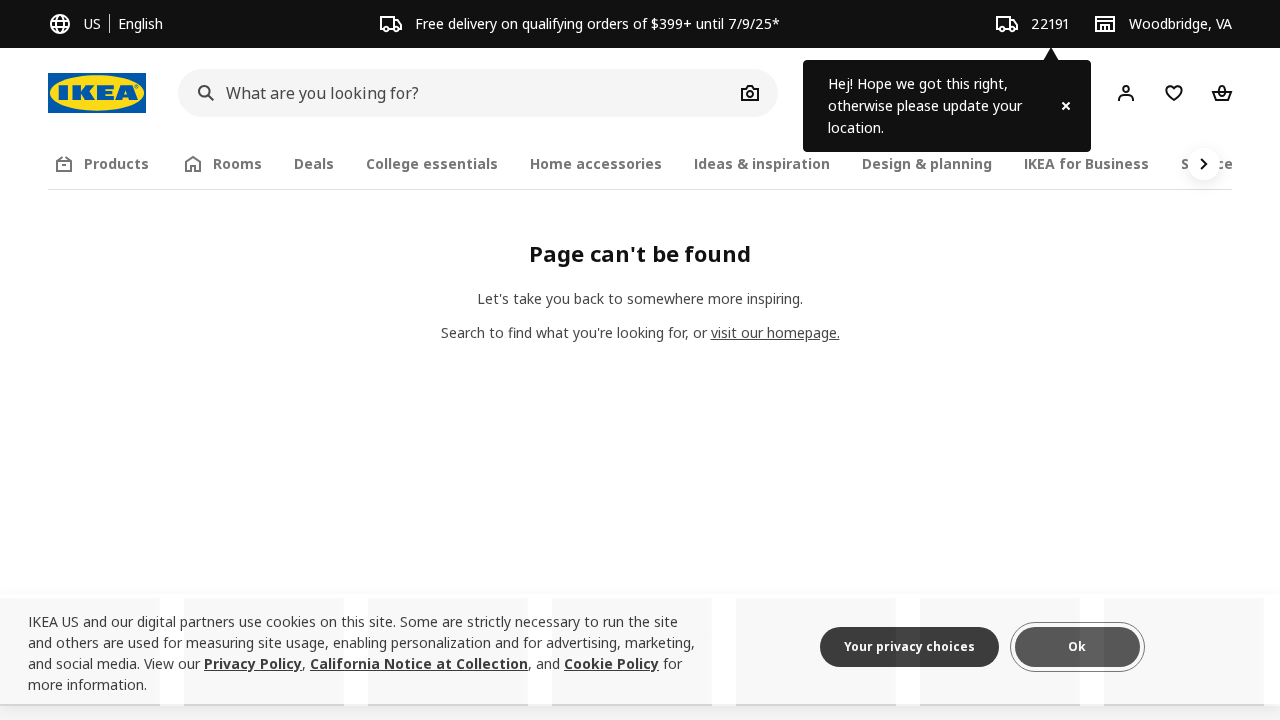 US English
Free delivery on qualifying orders of $399+ until 7/9/25*
22191
Woodbridge, VA
IKEA
What are you looking for?
Hej! Hope we got this right,
otherwise please update your
location.
Products
Rooms
Deals
College essentials
Home accessories
Ideas & inspiration
Design & planning
IKEA for Business
Page can't be found
Let's take you back to somewhere more inspiring.
Search to find what you're looking for, or visit our homepage.
IKEA US and our digital partners use cookies on this site. Some are strictly necessary to run the site
and others are used for measuring site usage, enabling personalization and for advertising, marketing,
and social media. View our Privacy Policy, California Notice at Collection, and Cookie Policy for
more information.
Your privacy choices
Ok